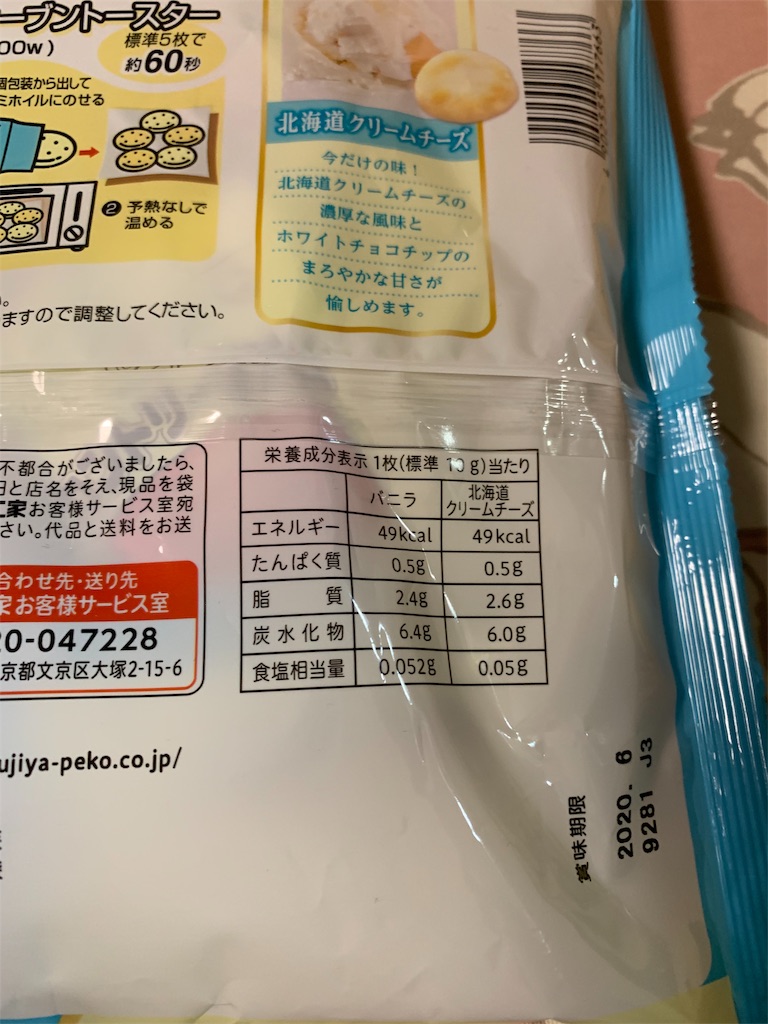 ーブントースター
00w)
標準5枚で
約60秒
個包装から出して
ミホイルにのせる
❷ 予熱なしで
温める
北海道クリームチーズ
今だけの味!
北海道クリームチーズの
濃厚な風味と
ホワイトチョコチップの
まろやかな甘さが
愉しめます。
ますので調整してください。
不都合がございましたら、
日と店名をそえ、現品を袋
家お客様サービス室宛
さい。代品と送料をお送
合わせ先・送り先
家お客様サービス室
20-047228
京都文京区大塚2-15-6
ujiya-peko.co.jp/
栄養成分表示 1枚(標準 10g)当たり
バニラ 北海道
クリームチーズ
エネルギー 49kcal 49kcal
たんぱく質 0.5g 0.5g
脂 質 2.4g 2.6g
炭水化物 6.4g 6.0g
食塩相当量 0.052g 0.05g
賞味期限 2020. 6
9281 J3